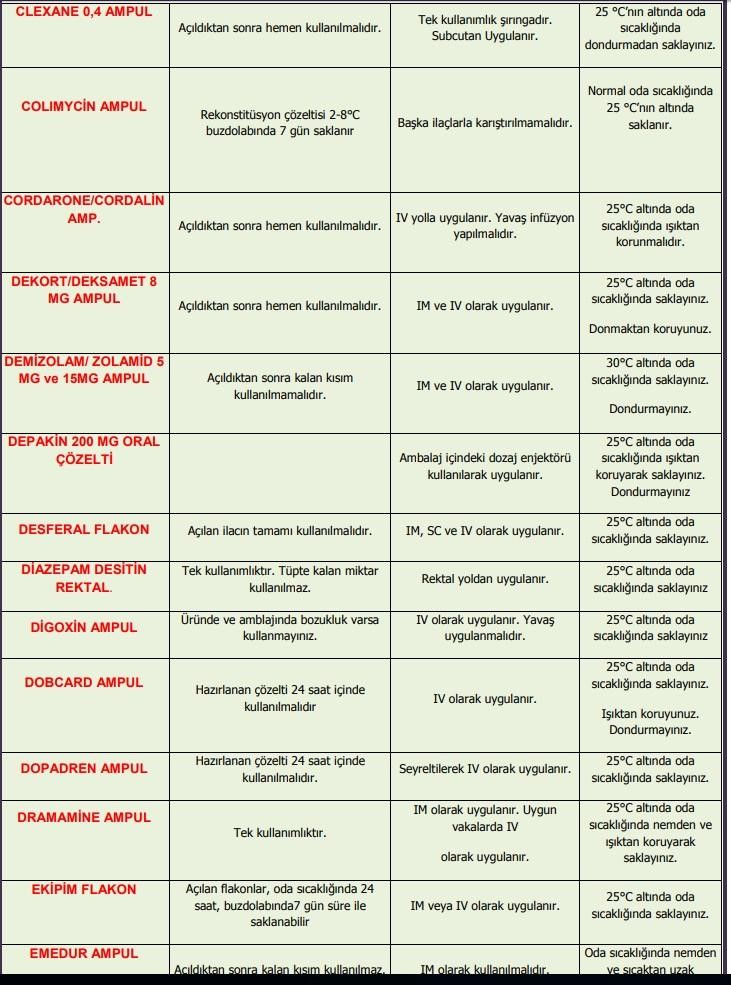 CLEXANE 0,4 AMPUL
Açıldıktan sonra hemen kullanılmalıdır.
Tek kullanımlık şırıngadır.
Subcutan Uygulanır.
25 °C'nın altında oda
sıcaklığında
dondurmadan saklayınız.
COLIMYCİN AMPUL
Rekonstitüsyon çözeltisi 2-8°C
buzdolabında 7 gün saklanır
Başka ilaçlarla karıştırılmamalıdır.
Normal oda sıcaklığında
25 °C'nın altında
saklanır.
CORDARONE/CORDALİN
AMP.
Açıldıktan sonra hemen kullanılmalıdır.
IV yolla uygulanır. Yavaş infüzyon
yapılmalıdır.
25°C altında oda
sıcaklığında ışıktan
korunmalıdır.
DEKORT/DEKSAMET 8
MG AMPUL
Açıldıktan sonra hemen kullanılmalıdır.
IM ve IV olarak uygulanır.
25°C altında oda
sıcaklığında saklayınız.
Donmaktan koruyunuz.
DEMİZOLAM/ ZOLAMİD 5
MG ve 15MG AMPUL
Açıldıktan sonra kalan kısım
kullanılmamalıdır.
IM ve IV olarak uygulanır.
30°C altında oda
sıcaklığında saklayınız.
Dondurmayınız.
DEPAKİN 200 MG ORAL
ÇÖZELTİ
Ambalaj içindeki dozaj enjektörü
kullanılarak uygulanır.
25°C altında oda
sıcaklığında ışıktan
koruyarak saklayınız.
Dondurmayınız
DESFERAL FLAKON
Açılan ilacın tamamı kullanılmalıdır.
IM, SC ve IV olarak uygulanır.
25°C altında oda
sıcaklığında saklayınız.
DİAZEPAM DESİTİN
REKTAL.
Tek kullanımlıktır. Tüpte kalan miktar
kullanılmaz.
Rektal yoldan uygulanır.
25°C altında oda
sıcaklığında saklayınız
DİGOXİN AMPUL
Üründe ve amblajında bozukluk varsa
kullanmayınız.
IV olarak uygulanır. Yavaş
uygulanmalıdır.
25°C altında oda
sıcaklığında saklayınız
DOBCARD AMPUL
Hazırlanan çözelti 24 saat içinde
kullanılmalıdır
IV olarak uygulanır.
25°C altında oda
sıcaklığında saklayınız.
Işıktan koruyunuz.
Dondurmayınız.
DOPADREN AMPUL
Hazırlanan çözelti 24 saat içinde
kullanılmalıdır.
Seyreltilerek IV olarak uygulanır.
25°C altında oda
sıcaklığında saklayınız.
DRAMAMİNE AMPUL
Tek kullanımlıktır.
IM olarak uygulanır. Uygun
vakalarda IV
olarak uygulanır.
25°C altında oda
sıcaklığında nemden ve
ışıktan koruyarak
saklayınız.
EKİPİM FLAKON
Açılan flakonlar, oda sıcaklığında 24
saat, buzdolabında7 gün süre ile
saklanabilir
IM veya IV olarak uygulanır.
25°C altında oda
sıcaklığında saklayınız.
EMEDUR AMPUL
Açıldıktan sonra kalan kısım kullanılmaz.
IM olarak kullanılmalıdır.
Oda sıcaklığında nemden
ve sıcaktan uzak